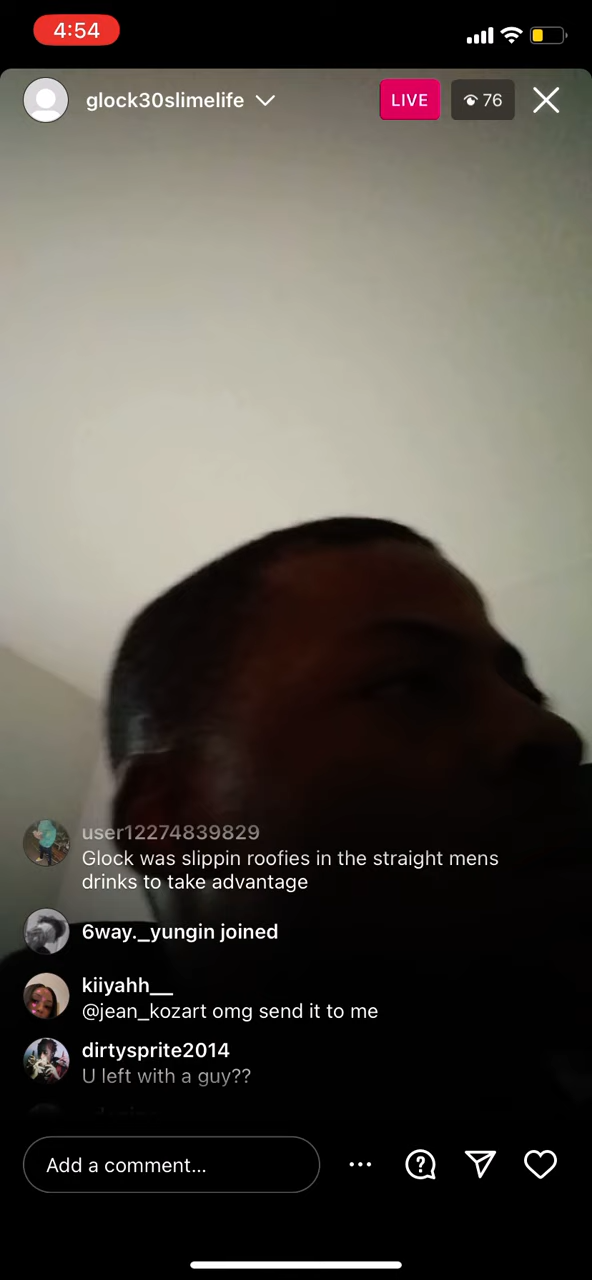 4:54
glock30slimelife
LIVE
76
user12274839829
Glock was slippin roofies in the straight mens
drinks to take advantage
6way._yungin joined
kiiyahh__
@jean_kozart omg send it to me
dirtysprite2014
U left with a guy??
Add a comment...